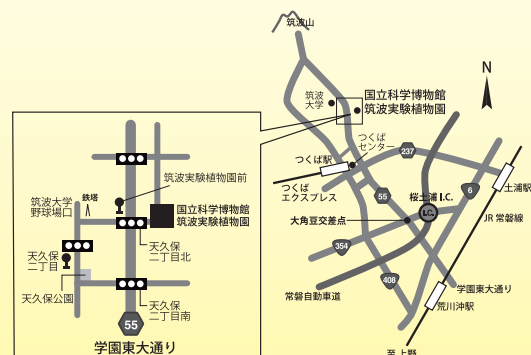 筑波山
N
国立科学博物館
筑波実験植物園
筑波
大学
つくば
センター
つくば駅
237
つくば
エクスプレス
55
桜土浦 I.C.
6
土浦駅
I.C.
大角豆交差点
JR 常磐線
354
408
学園東大通り
常磐自動車道
荒川沖駅
至 上野
筑波実験植物園前
筑波大学
野球場口
鉄塔
国立科学博物館
筑波実験植物園
天久保
二丁目
天久保
二丁目北
天久保公園
天久保
二丁目南
55
学園東大通り